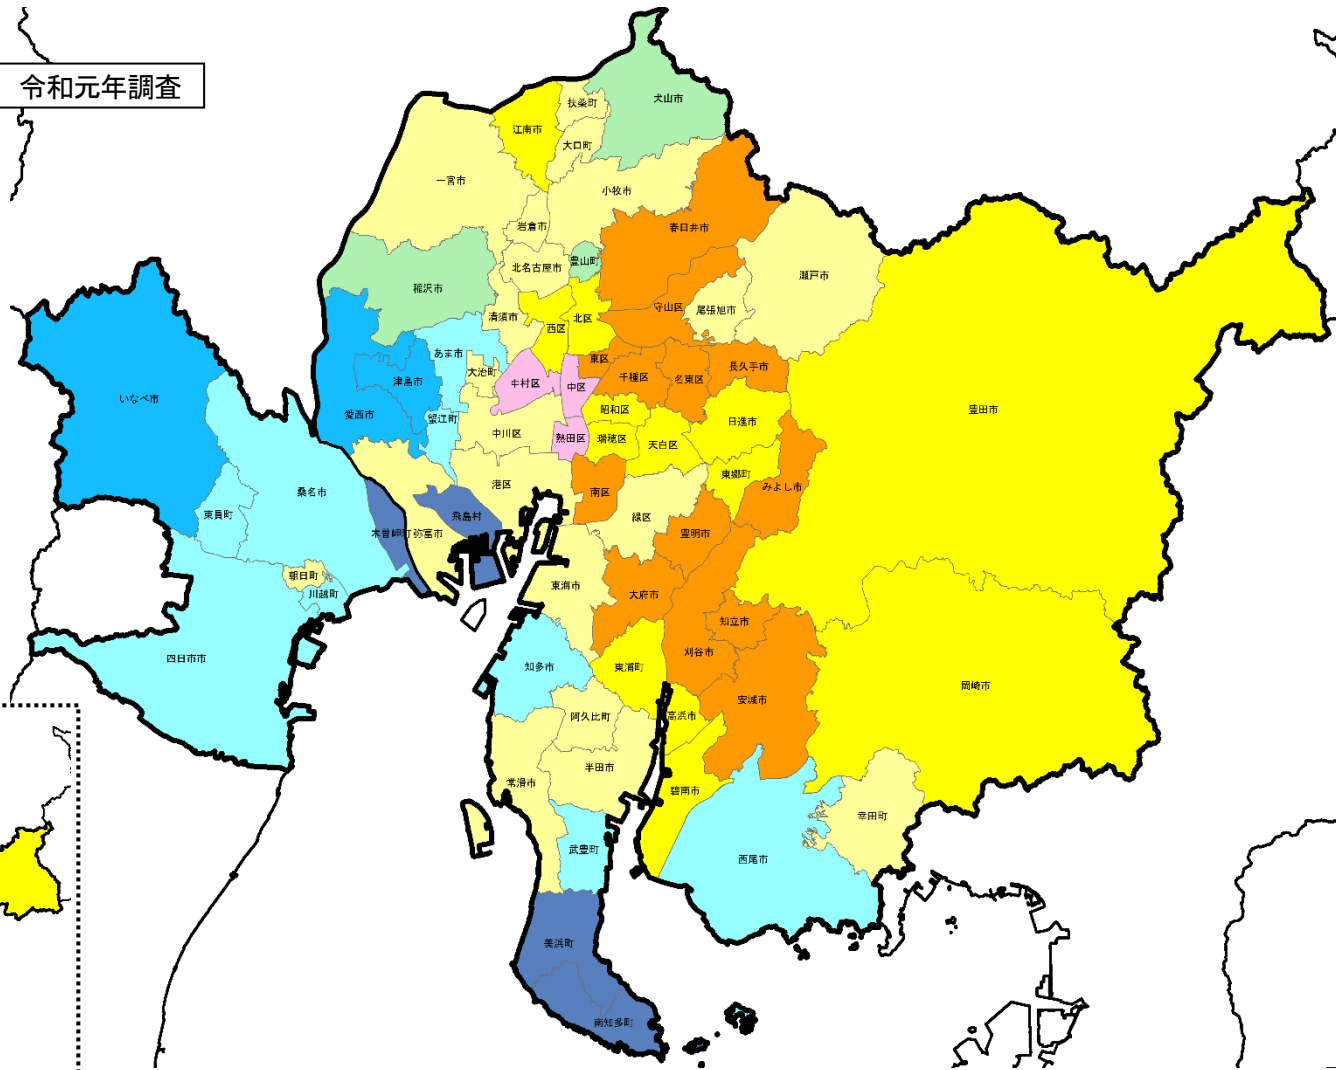 令和元年調査
犬山市
扶桑町
江南市
大口町
一宮市
小牧市
岩倉市
春日井市
北名古屋市
豊山町
瀬戸市
稲沢市
守山区
尾張旭市
清須市
西区
北区
あま市
東区
長久手市
大治町
津島市
中村区
中区
千種区
名東区
いなべ市
愛西市
蟹江町
昭和区
豊田市
日進市
中川区
熱田区
瑞穂区
天白区
東郷町
みよし市
港区
南区
桑名市
東員町
飛島村
緑区
木曽岬町
弥富市
豊明市
朝日町
東海市
川越町
大府市
知立市
四日市市
刈谷市
知多市
東浦町
岡崎市
安城市
高浜市
阿久比町
半田市
常滑市
碧南市
幸田町
武豊町
西尾市
美浜町
南知多町